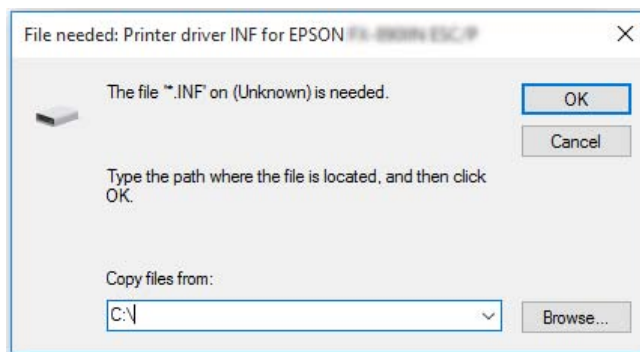 File needed: Printer driver INF for EPSON
The file '*.INF' on (Unknown) is needed.
OK
Cancel
Type the path where the file is located, and then click
OK.
Copy files from:
C:\
Browse...